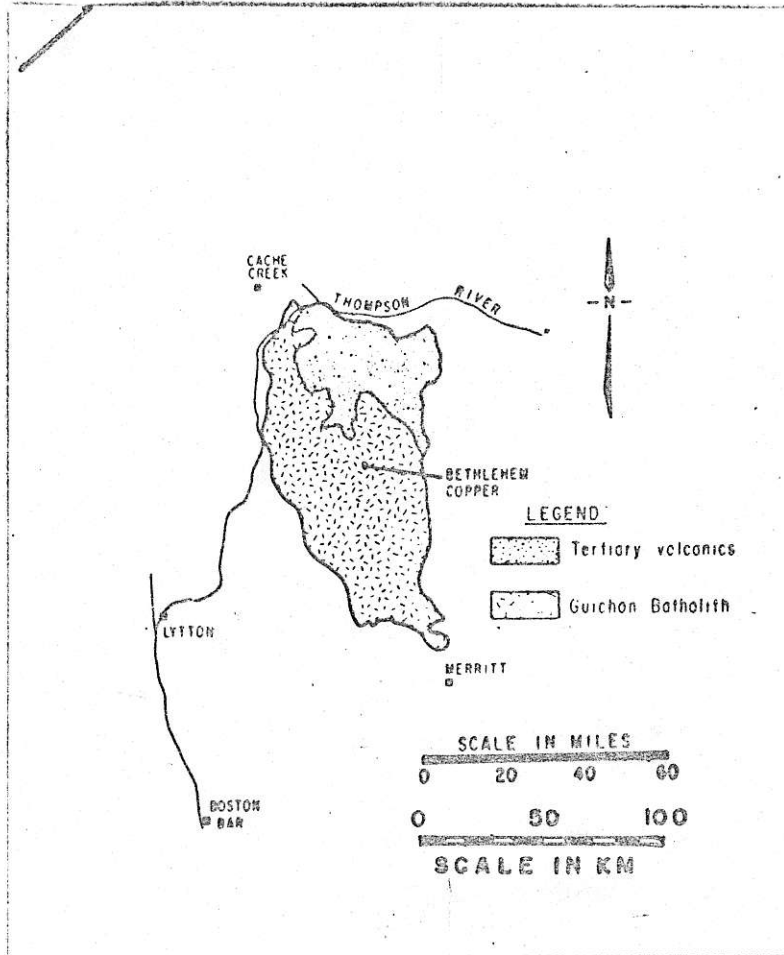 CACHE
CREEK
THOMPSON RIVER
-N-
BETHLEHEM
COPPER
LEGEND
Tertiary volcanics
Guichon Batholith
LYTTON
MERRITT
SCALE IN MILES
0 20 40 60
BOSTON
BAR
0 50 100
SCALE IN KM